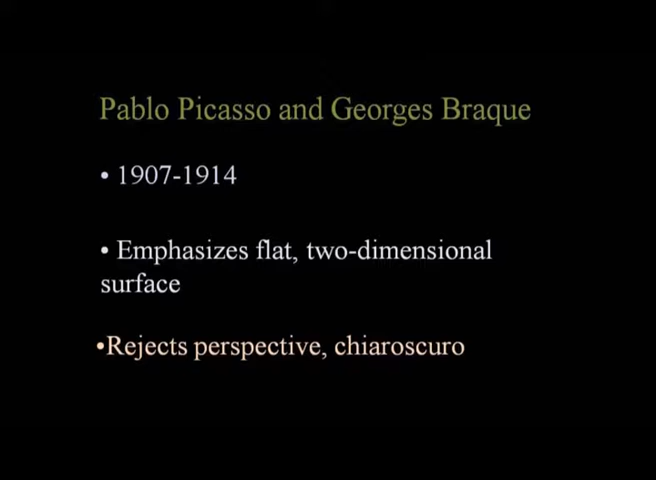 Pablo Picasso and Georges Braque
• 1907-1914
• Emphasizes flat, two-dimensional
surface
•Rejects perspective, chiaroscuro